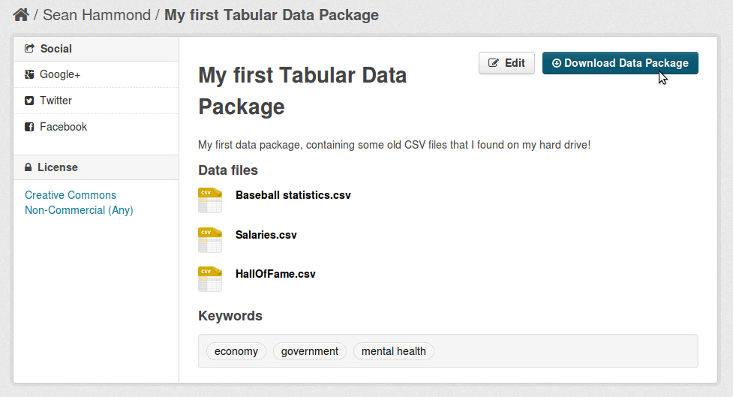 / Sean Hammond / My first Tabular Data Package
Social
Google+
Twitter
Facebook
License
Creative Commons
Non-Commercial (Any)
Edit
Download Data Package
My first Tabular Data
Package
My first data package, containing some old CSV files that I found on my hard drive!
Data files
CSV
Baseball statistics.csv
CSV
Salaries.csv
CSV
HallOfFame.csv
Keywords
economy government mental health